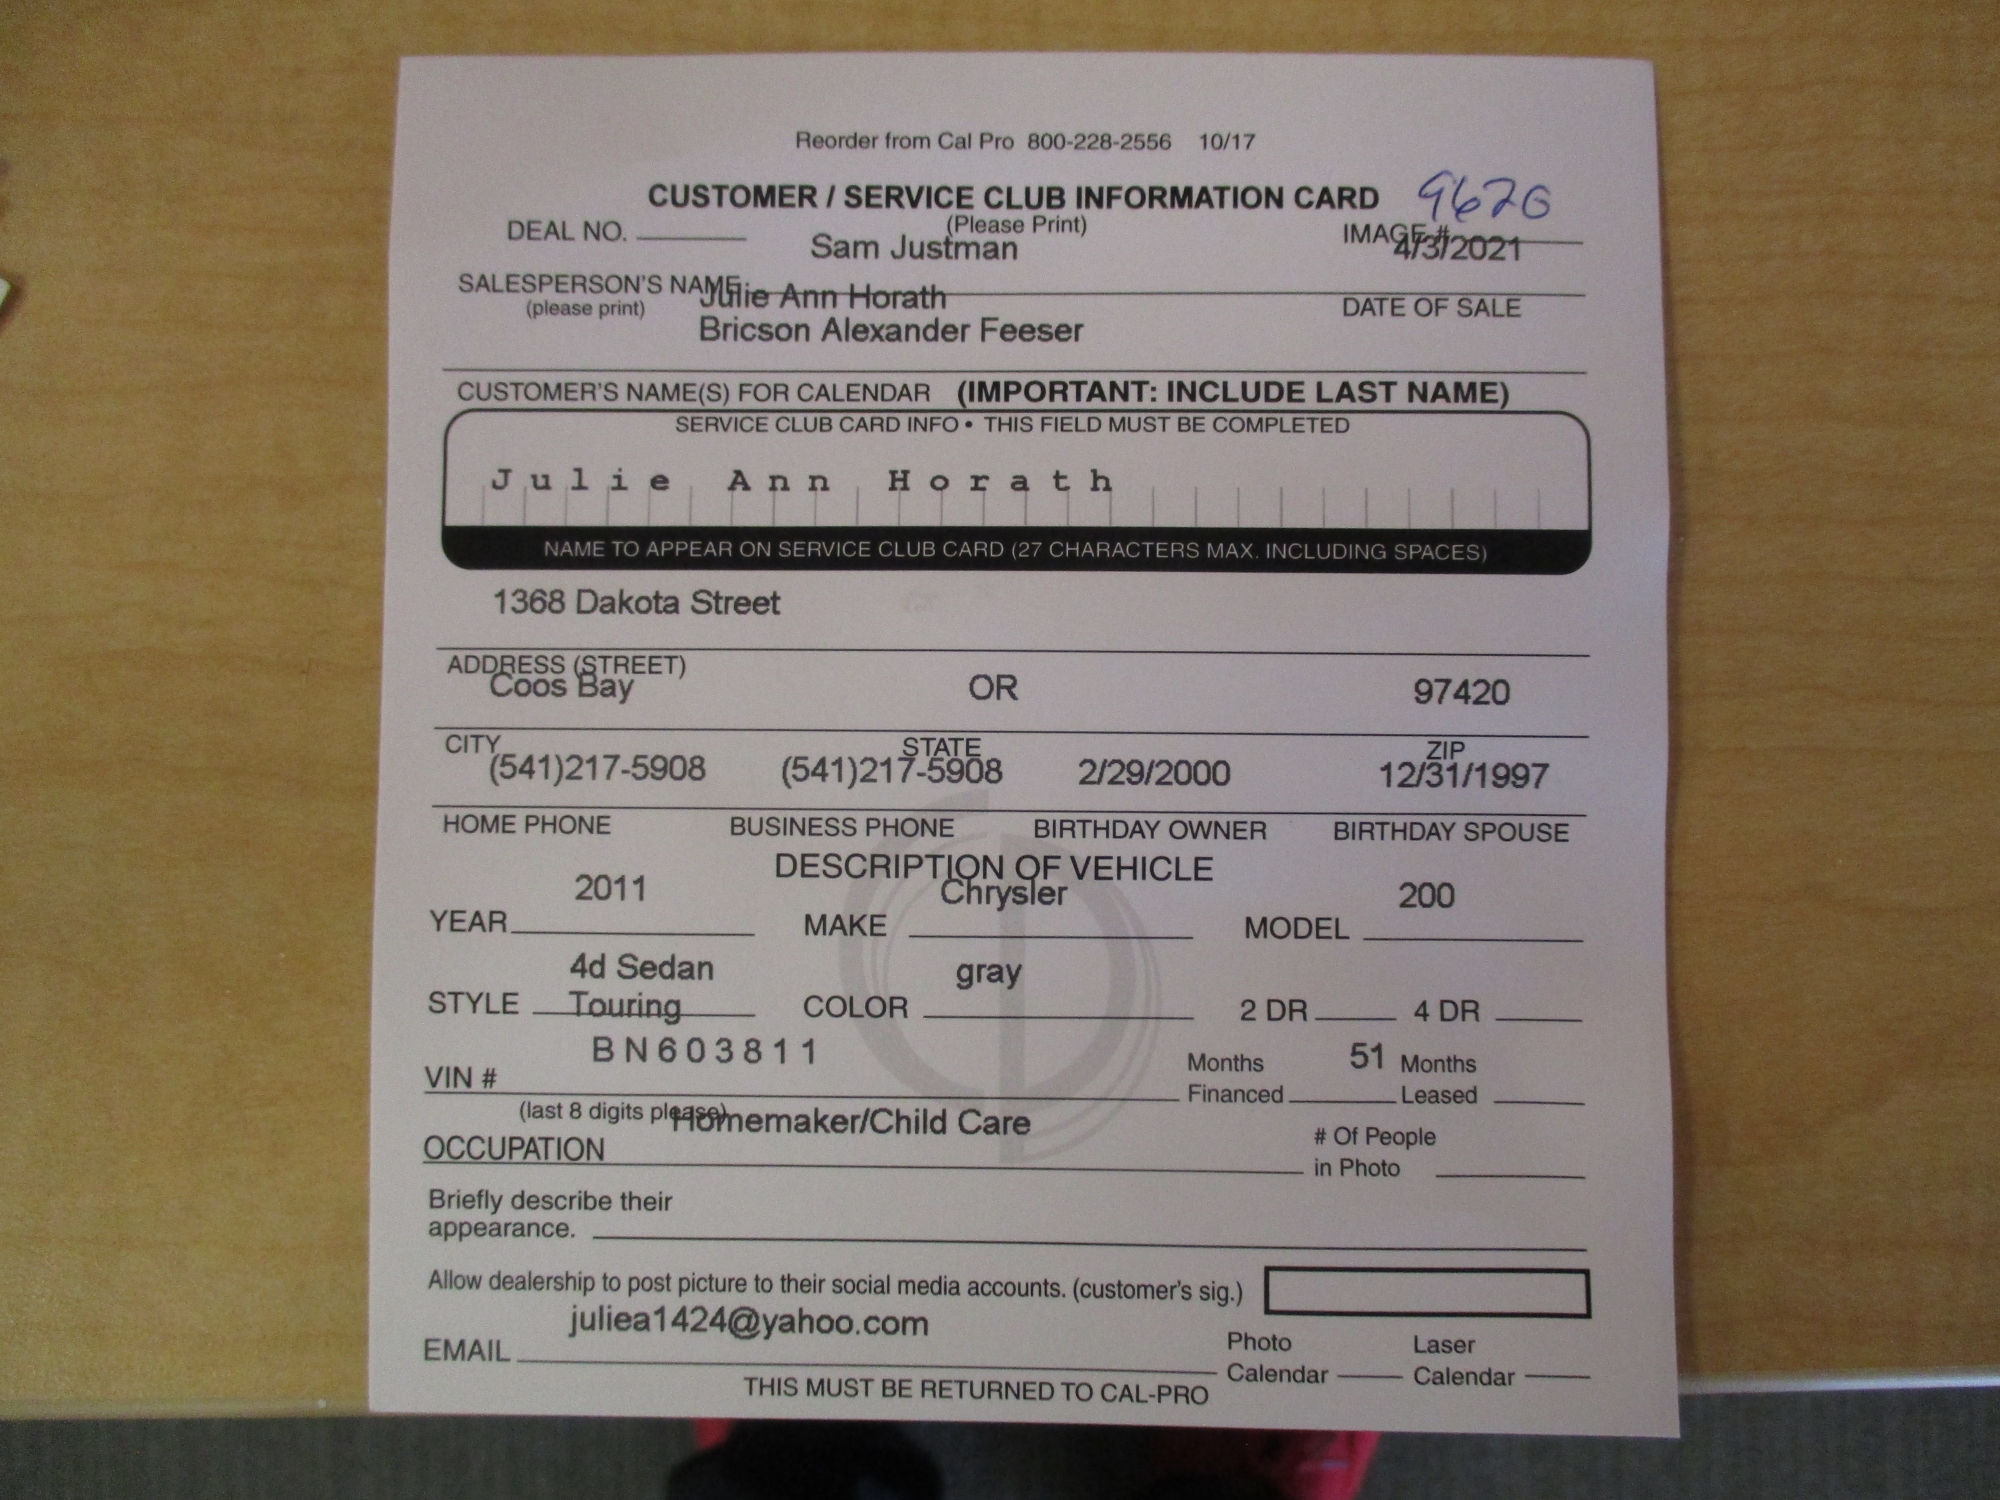 Reorder from Cal Pro 800-228-2556 10/17
CUSTOMER / SERVICE CLUB INFORMATION CARD 9620
(Please Print)
DEAL NO. Sam Justman IMAGE # 4/3/2021
SALESPERSON'S NAME Julie Ann Horath
(please print) DATE OF SALE
Bricson Alexander Feeser
CUSTOMER'S NAME(S) FOR CALENDAR (IMPORTANT: INCLUDE LAST NAME)
SERVICE CLUB CARD INFO • THIS FIELD MUST BE COMPLETED
Julie Ann Horath
NAME TO APPEAR ON SERVICE CLUB CARD (27 CHARACTERS MAX. INCLUDING SPACES)
1368 Dakota Street
ADDRESS (STREET)
Coos Bay OR 97420
CITY STATE ZIP
(541)217-5908 (541)217-5908 2/29/2000 12/31/1997
HOME PHONE BUSINESS PHONE BIRTHDAY OWNER BIRTHDAY SPOUSE
DESCRIPTION OF VEHICLE
2011 Chrysler 200
YEAR MAKE MODEL
4d Sedan gray
STYLE Touring COLOR 2 DR 4 DR
BN603811 Months 51 Months
VIN # Financed Leased
(last 8 digits please) Homemaker/Child Care
OCCUPATION # Of People
in Photo
Briefly describe their
appearance.
Allow dealership to post picture to their social media accounts. (customer's sig.)
juliea1424@yahoo.com
EMAIL Photo Laser
Calendar Calendar
THIS MUST BE RETURNED TO CAL-PRO